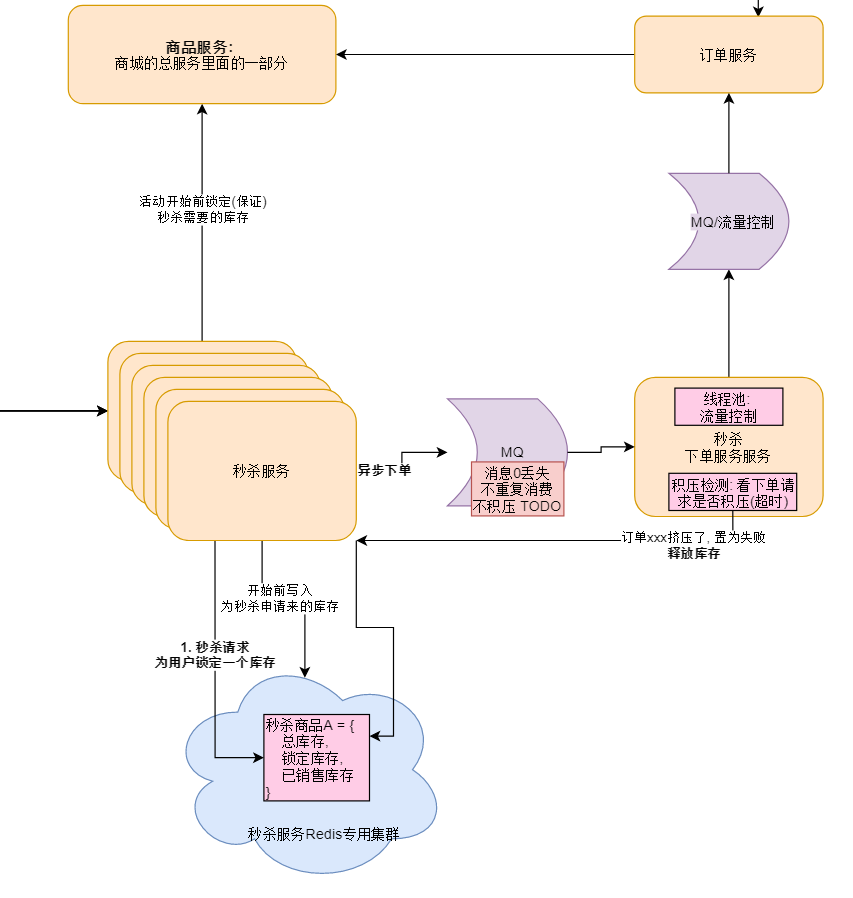 商品服务:
商城的总服务里面的一部分
订单服务
活动开始前锁定(保证)
秒杀需要的库存
MQ/流量控制
线程池:
流量控制
秒杀
下单服务服务
积压检测: 看下单请
求是否积压(超时)
秒杀服务
异步下单
MQ
消息0丢失
不重复消费
不积压 TODO
订单xxx挤压了, 置为失败
释放库存
开始前写入
为秒杀申请来的库存
1. 秒杀请求
为用户锁定一个库存
秒杀商品A = {
总库存,
锁定库存,
已销售库存
}
秒杀服务Redis专用集群